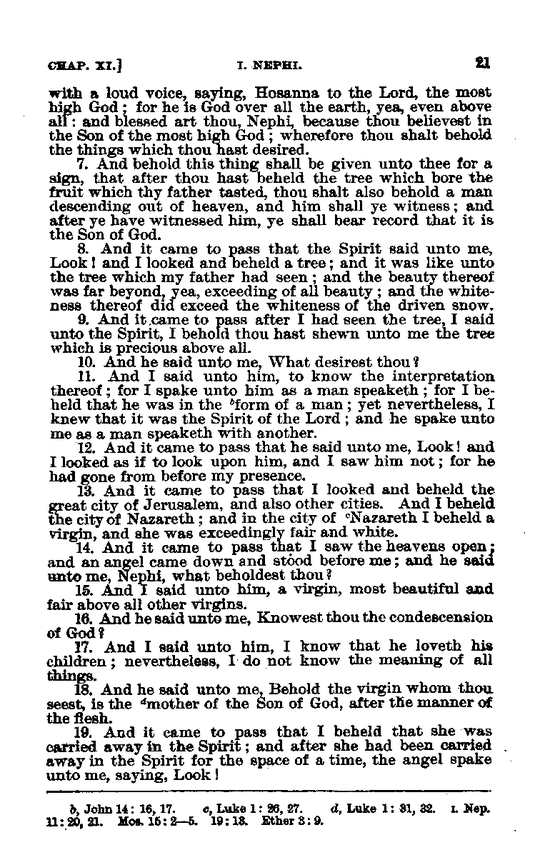 CHAP. XI.] I. NEPHI. 21
with a loud voice, saying, Hosanna to the Lord, the most
high God; for he is God over all the earth, yea, even above
all: and blessed art thou, Nephi, because thou believest in
the Son of the most high God; wherefore thou shalt behold
the things which thou hast desired.
7. And behold this thing shall be given unto thee for a
sign, that after thou hast beheld the tree which bore the
fruit which thy father tasted, thou shalt also behold a man
descending out of heaven, and him shall ye witness; and
after ye have witnessed him, ye shall bear record that it is
the Son of God.
8. And it came to pass that the Spirit said unto me,
Look! and I looked and beheld a tree; and it was like unto
the tree which my father had seen; and the beauty thereof
was far beyond, yea, exceeding of all beauty; and the white-
ness thereof did exceed the whiteness of the driven snow.
9. And it came to pass after I had seen the tree, I said
unto the Spirit, I behold thou hast shewn unto me the tree
which is precious above all.
10. And he said unto me, What desirest thou?
11. And I said unto him, to know the interpretation
thereof; for I spake unto him as a man speaketh; for I be-
held that he was in the bform of a man; yet nevertheless, I
knew that it was the Spirit of the Lord; and he spake unto
me as a man speaketh with another.
12. And it came to pass that he said unto me, Look! and
I looked as if to look upon him, and I saw him not; for he
had gone from before my presence.
13. And it came to pass that I looked and beheld the
great city of Jerusalem, and also other cities. And I beheld
the city of Nazareth; and in the city of cNazareth I beheld a
virgin, and she was exceedingly fair and white.
14. And it came to pass that I saw the heavens open;
and an angel came down and stood before me; and he said
unto me, Nephi, what beholdest thou?
15. And I said unto him, a virgin, most beautiful and
fair above all other virgins.
16. And he said unto me, Knowest thou the condescension
of God?
17. And I said unto him, I know that he loveth his
children; nevertheless, I do not know the meaning of all
things.
18. And he said unto me, Behold the virgin whom thou
seest, is the dmother of the Son of God, after the manner of
the flesh.
19. And it came to pass that I beheld that she was
carried away in the Spirit; and after she had been carried
away in the Spirit for the space of a time, the angel spake
unto me, saying, Look!
b, John 14: 16, 17. c, Luke 1: 26, 27. d, Luke 1: 31, 32. I. Nep.
11: 20, 21. Mos. 15: 2—5. 19: 18. Ether 3: 9.